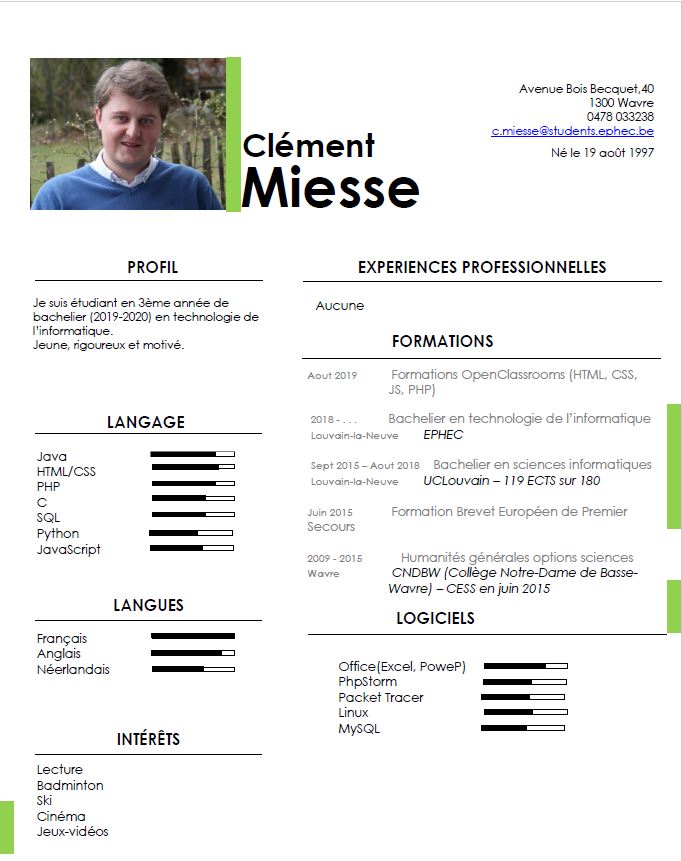 Avenue Bois Becquet,40
1300 Wavre
0478 033238
c.miesse@students.ephec.be
Né le 19 août 1997
Clément
Miesse
PROFIL
Je suis étudiant en 3ème année de
bachelier (2019-2020) en technologie de
l'informatique.
Jeune, rigoureux et motivé.
LANGAGE
Java
HTML/CSS
PHP
C
SQL
Python
JavaScript
LANGUES
Français
Anglais
Néerlandais
INTÉRÊTS
Lecture
Badminton
Ski
Cinéma
Jeux-vidéos
EXPERIENCES PROFESSIONNELLES
Aucune
FORMATIONS
Aout 2019 Formations OpenClassrooms (HTML, CSS,
JS, PHP)
2018 - . . . Bachelier en technologie de l'informatique
Louvain-la-Neuve EPHEC
Sept 2015 – Aout 2018 Bachelier en sciences informatiques
Louvain-la-Neuve UCLouvain – 119 ECTS sur 180
Juin 2015 Formation Brevet Européen de Premier
Secours
2009 - 2015 Humanités générales options sciences
Wavre CNDBW (Collège Notre-Dame de Basse-
Wavre) – CESS en juin 2015
LOGICIELS
Office(Excel, PoweP)
PhpStorm
Packet Tracer
Linux
MySQL